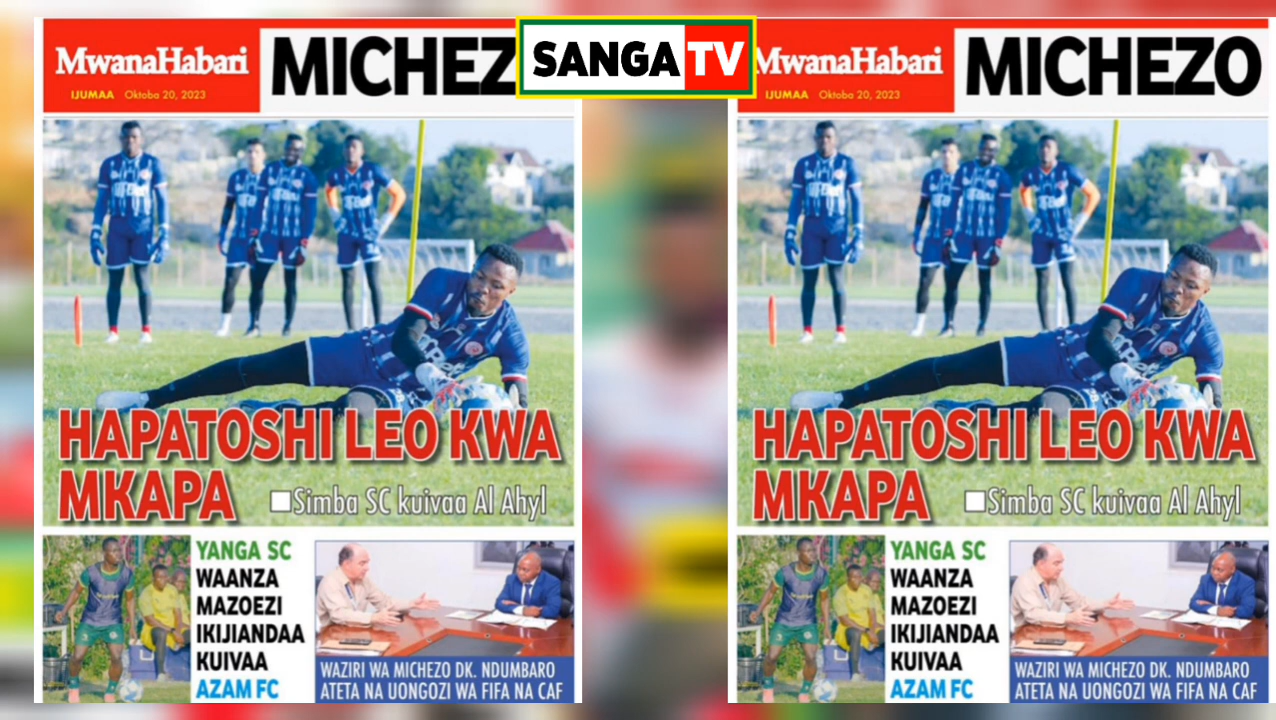 SANGA TV
MwanaHabari
IJUMAA Oktoba 20, 2023
MICHEZ
HAPATOSHI LEO KWA
MKAPA
Simba SC kuivaa Al Ahyl
YANGA SC
WAANZA
MAZOEZI
IKIJIANDAA
KUIVAA
AZAM FC
WAZIRI WA MICHEZO DK. NDUMBARO
ATETA NA UONGOZI WA FIFA NA CAF
MwanaHabari
IJUMAA Oktoba 20, 2023
MICHEZO
HAPATOSHI LEO KWA
MKAPA
Simba SC kuivaa Al Ahyl
YANGA SC
WAANZA
MAZOEZI
IKIJIANDAA
KUIVAA
AZAM FC
WAZIRI WA MICHEZO DK. NDUMBARO
ATETA NA UONGOZI WA FIFA NA CAF